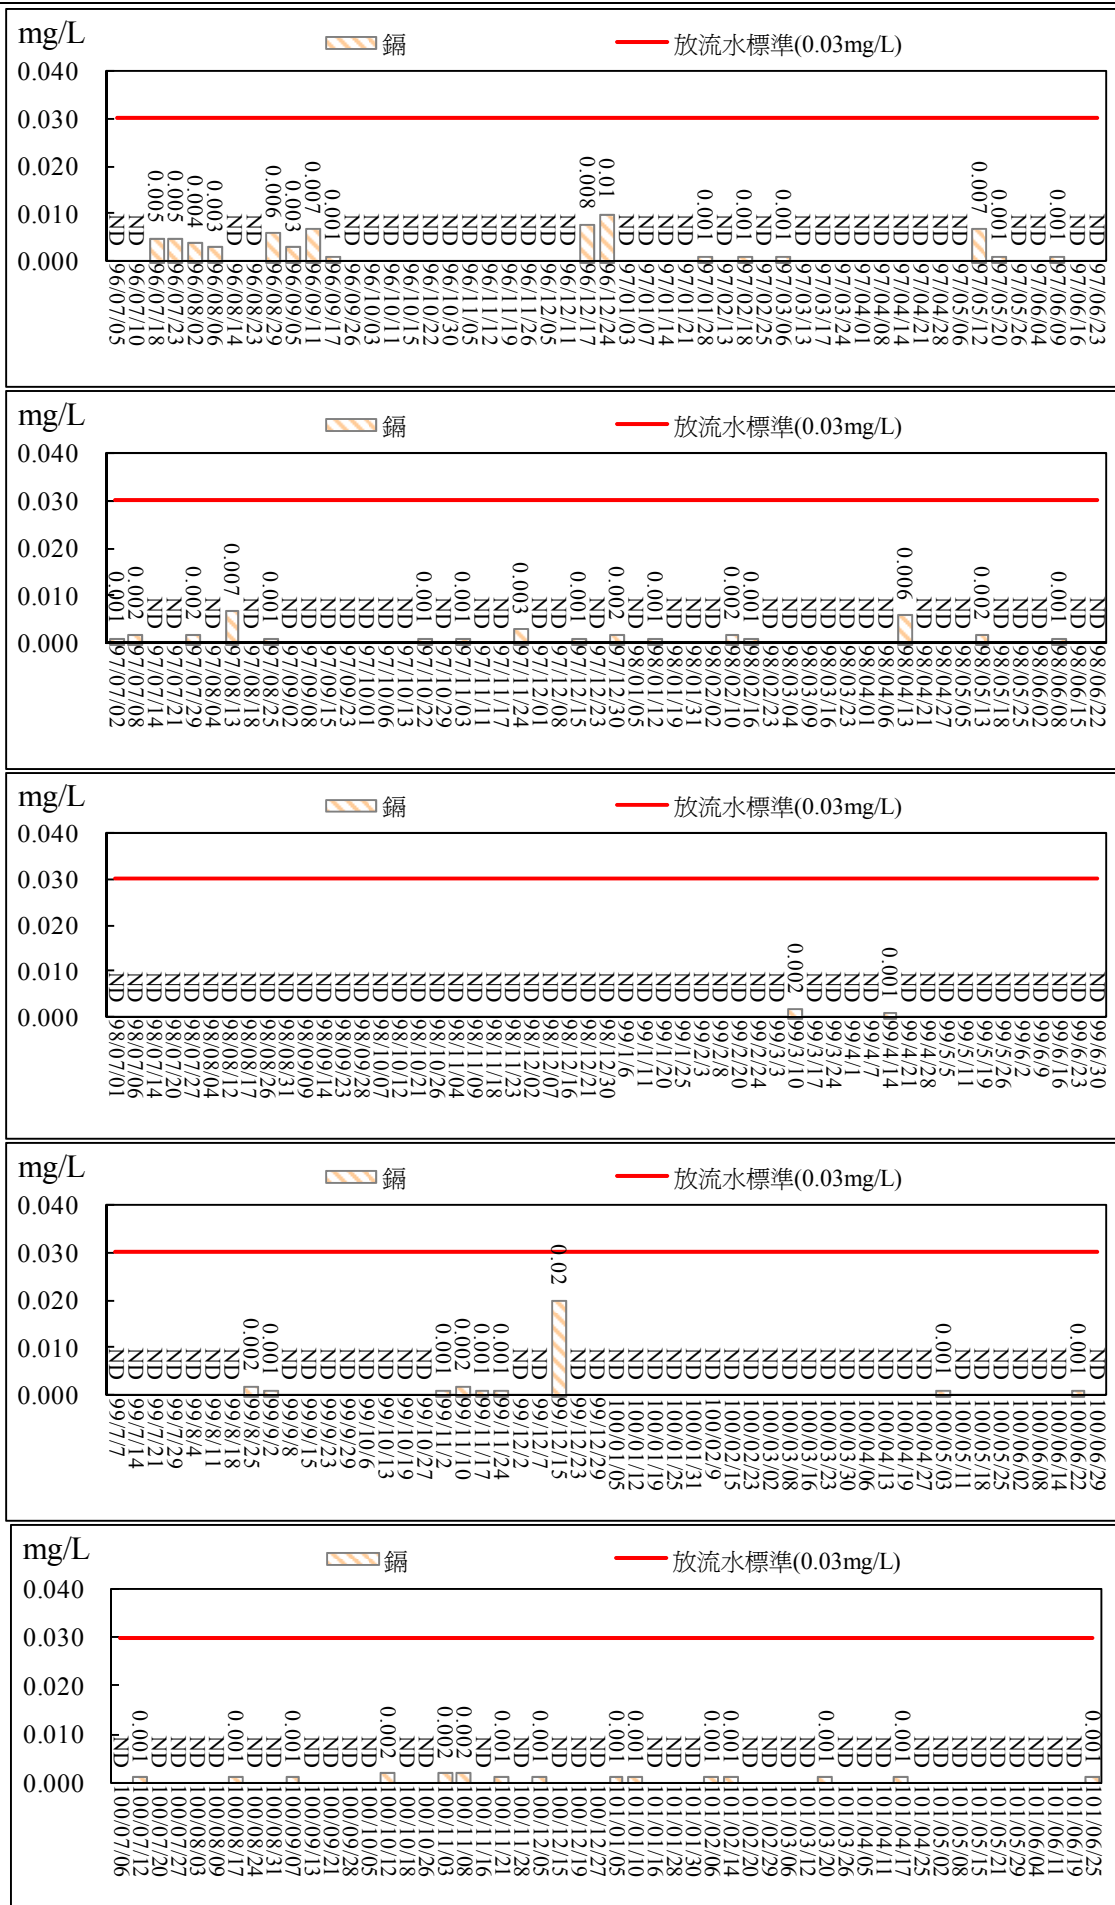 mg/L
鎘 放流水標準(0.03mg/L)
0.040
0.030
0.020
0.010
0.000
ND ND 0.005 0.005 0.004 0.003 ND ND 0.006 0.003 0.007 0.001 ND ND ND ND ND ND ND ND ND ND ND ND 0.008 0.01 ND ND ND ND 0.001 ND 0.001 ND 0.001 ND ND ND ND ND ND ND ND ND 0.007 0.001 ND ND 0.001 ND ND
96/07/05 96/07/10 96/07/18 96/07/23 96/08/02 96/08/06 96/08/14 96/08/23 96/08/29 96/09/05 96/09/11 96/09/17 96/09/26 96/10/03 96/10/11 96/10/15 96/10/22 96/10/30 96/11/05 96/11/12 96/11/19 96/11/26 96/12/05 96/12/11 96/12/17 96/12/24 97/01/03 97/01/07 97/01/14 97/01/21 97/01/28 97/02/13 97/02/18 97/02/25 97/03/06 97/03/13 97/03/17 97/03/24 97/04/01 97/04/08 97/04/14 97/04/21 97/04/28 97/05/05 97/05/12 97/05/20 97/05/26 97/06/04 97/06/09 97/06/16 97/06/23
mg/L
鎘 放流水標準(0.03mg/L)
0.040
0.030
0.020
0.010
0.000
0.001 0.002 ND ND 0.002 ND 0.007 ND 0.001 ND ND ND ND ND ND ND 0.001 ND 0.001 ND ND 0.003 ND ND 0.001 ND 0.002 ND 0.001 ND ND ND 0.002 0.001 ND ND ND ND ND ND ND 0.006 ND ND ND 0.002 ND ND ND 0.001 ND ND
97/07/02 97/07/08 97/07/14 97/07/21 97/07/29 97/08/04 97/08/13 97/08/18 97/08/25 97/09/02 97/09/08 97/09/15 97/09/23 97/10/01 97/10/06 97/10/13 97/10/22 97/10/29 97/11/03 97/11/11 97/11/17 97/11/24 97/12/01 97/12/08 97/12/15 97/12/23 97/12/30 98/01/05 98/01/12 98/01/19 98/01/31 98/02/02 98/02/10 98/02/16 98/02/23 98/03/04 98/03/09 98/03/16 98/03/23 98/04/01 98/04/06 98/04/13 98/04/21 98/04/27 98/05/05 98/05/13 98/05/18 98/05/25 98/06/02 98/06/08 98/06/15 98/06/22
mg/L
鎘 放流水標準(0.03mg/L)
0.040
0.030
0.020
0.010
0.000
ND ND ND ND ND ND ND ND ND ND ND ND ND ND ND ND ND ND ND ND ND ND ND ND ND ND ND ND ND ND ND ND ND ND ND 0.002 ND ND ND ND 0.001 ND ND ND ND ND ND ND ND ND ND ND
98/07/01 98/07/06 98/07/14 98/07/20 98/07/27 98/08/04 98/08/12 98/08/17 98/08/26 98/08/31 98/09/09 98/09/14 98/09/23 98/09/28 98/10/07 98/10/12 98/10/21 98/10/26 98/11/04 98/11/09 98/11/18 98/11/23 98/12/02 98/12/07 98/12/16 98/12/21 98/12/30 99/1/6 99/1/11 99/1/20 99/1/25 99/2/3 99/2/8 99/2/20 99/2/24 99/3/3 99/3/10 99/3/17 99/3/24 99/4/1 99/4/7 99/4/14 99/4/21 99/4/28 99/5/5 99/5/11 99/5/19 99/5/26 99/6/2 99/6/9 99/6/16 99/6/23 99/6/30
mg/L
鎘 放流水標準(0.03mg/L)
0.040
0.030
0.020
0.010
0.000
ND ND ND ND ND ND ND 0.002 0.001 ND ND ND ND ND ND ND ND 0.001 0.002 0.001 0.001 ND ND 0.02 ND ND ND ND ND ND ND ND ND ND ND ND ND ND ND ND ND ND ND 0.001 ND ND ND ND ND ND 0.001 ND
99/7/7 99/7/14 99/7/21 99/7/29 99/8/4 99/8/11 99/8/18 99/8/25 99/9/2 99/9/8 99/9/15 99/9/23 99/9/29 99/10/6 99/10/13 99/10/19 99/10/27 99/11/2 99/11/10 99/11/17 99/11/24 99/12/2 99/12/7 99/12/15 99/12/23 99/12/29 100/01/05 100/01/12 100/01/19 100/01/25 100/01/31 100/02/9 100/02/15 100/02/23 100/03/02 100/03/08 100/03/16 100/03/23 100/03/30 100/04/06 100/04/13 100/04/19 100/04/27 100/05/03 100/05/11 100/05/18 100/05/25 100/06/02 100/06/08 100/06/14 100/06/22 100/06/29
mg/L
鎘 放流水標準(0.03mg/L)
0.040
0.030
0.020
0.010
0.000
ND 0.001 ND ND ND ND 0.001 ND ND 0.001 ND ND ND ND 0.002 ND ND 0.002 0.002 ND 0.001 ND 0.001 ND ND ND 0.001 0.001 ND ND ND 0.001 0.001 ND ND ND ND 0.001 ND ND ND 0.001 ND ND ND ND ND ND ND ND ND 0.001
100/07/06 100/07/12 100/07/20 100/07/27 100/08/03 100/08/09 100/08/17 100/08/24 100/08/31 100/09/07 100/09/13 100/09/21 100/09/28 100/10/05 100/10/12 100/10/18 100/10/26 100/11/03 100/11/08 100/11/16 100/11/21 100/11/28 100/12/05 100/12/15 100/12/19 100/12/27 101/01/05 101/01/10 101/01/16 101/01/28 101/01/30 101/02/06 101/02/14 101/02/20 101/02/29 101/03/06 101/03/12 101/03/20 101/03/26 101/04/05 101/04/11 101/04/17 101/04/25 101/05/02 101/05/08 101/05/15 101/05/21 101/05/29 101/06/04 101/06/11 101/06/19 101/06/25